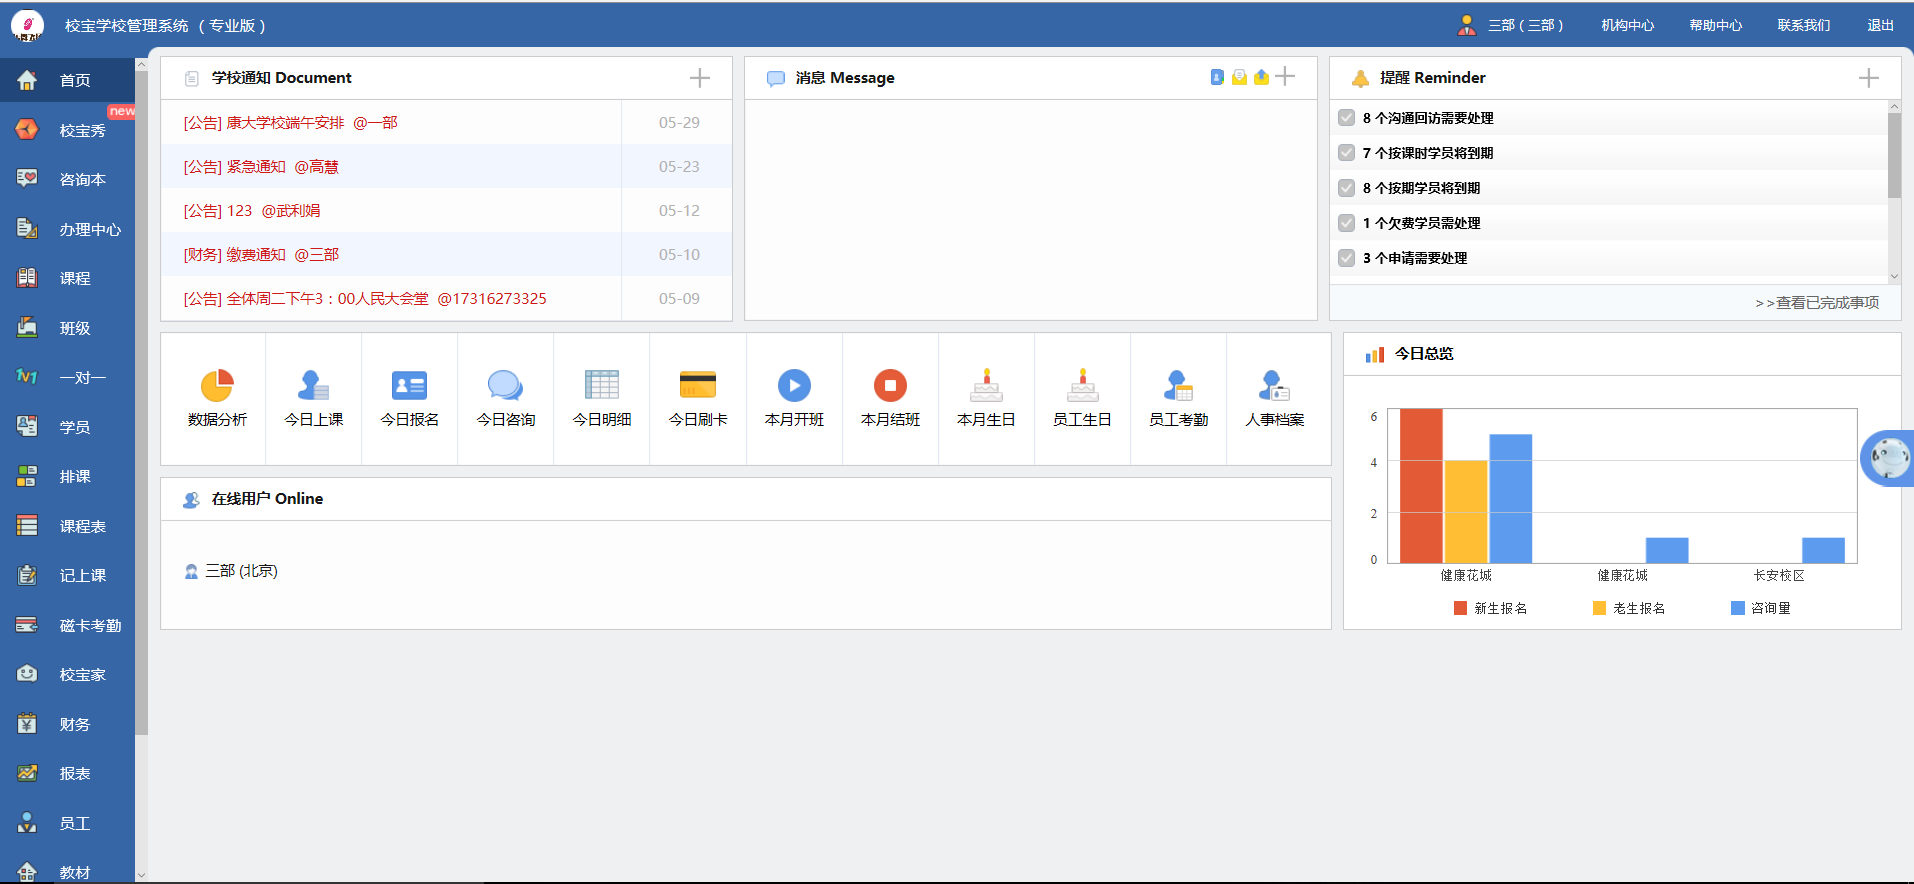 校宝学校管理系统 （ 专业版 ）
三部 ( 三部 )
机构中心
帮助中心
联系我们
退出
首页
new
校宝秀
咨询本
办理中心
课程
班级
1v1
一对一
学员
排课
课程表
记上课
磁卡考勤
校宝家
财务
报表
员工
教材
学校通知 Document
[公告] 康大学校端午安排 @一部 05-29
[公告] 紧急通知 @高慧 05-23
[公告] 123 @武利娟 05-12
[财务] 缴费通知 @三部 05-10
[公告] 全体周二下午3：00人民大会堂 @17316273325 05-09
消息 Message
提醒 Reminder
8 个沟通回访需要处理
7 个按课时学员将到期
8 个按期学员将到期
1 个欠费学员需处理
3 个申请需要处理
>>查看已完成事项
数据分析
今日上课
今日报名
今日咨询
今日明细
今日刷卡
本月开班
本月结班
本月生日
员工生日
员工考勤
人事档案
在线用户 Online
三部 (北京)
今日总览
6
4
2
0
健康花城
健康花城
长安校区
新生报名
老生报名
咨询量